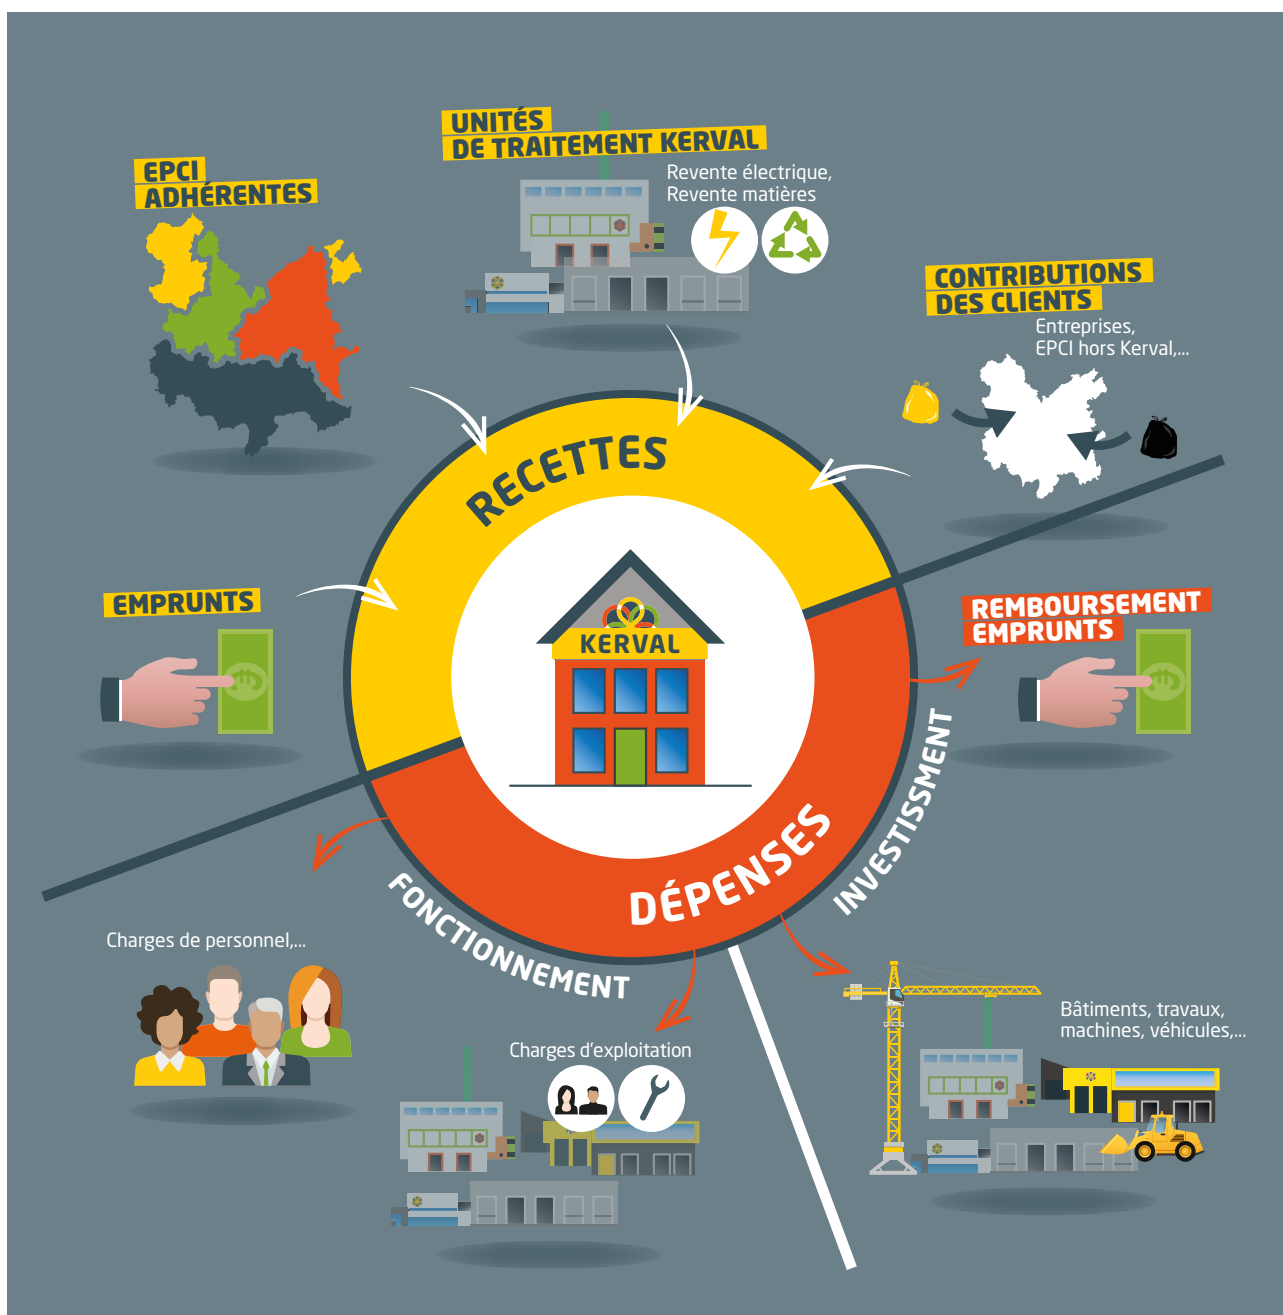 UNITÉS
DE TRAITEMENT KERVAL
Revente électrique,
Revente matières
EPCI
ADHÉRENTES
CONTRIBUTIONS
DES CLIENTS
Entreprises,
EPCI hors Kerval,...
RECETTES
EMPRUNTS
KERVAL
REMBOURSEMENT
EMPRUNTS
DÉPENSES
INVESTISSMENT
FONCTIONNEMENT
Charges de personnel,...
Charges d'exploitation
Bâtiments, travaux,
machines, véhicules,...